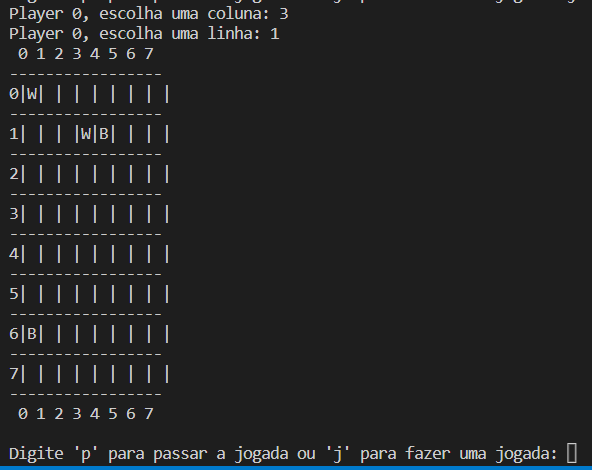 Player 0, escolha uma coluna: 3
Player 0, escolha uma linha: 1
 0 1 2 3 4 5 6 7
-----------------
0|W| | | | | | | |
-----------------
1| | | |W|B| | | |
-----------------
2| | | | | | | | |
-----------------
3| | | | | | | | |
-----------------
4| | | | | | | | |
-----------------
5| | | | | | | | |
-----------------
6|B| | | | | | | |
-----------------
7| | | | | | | | |
-----------------
 0 1 2 3 4 5 6 7
Digite 'p' para passar a jogada ou 'j' para fazer uma jogada: